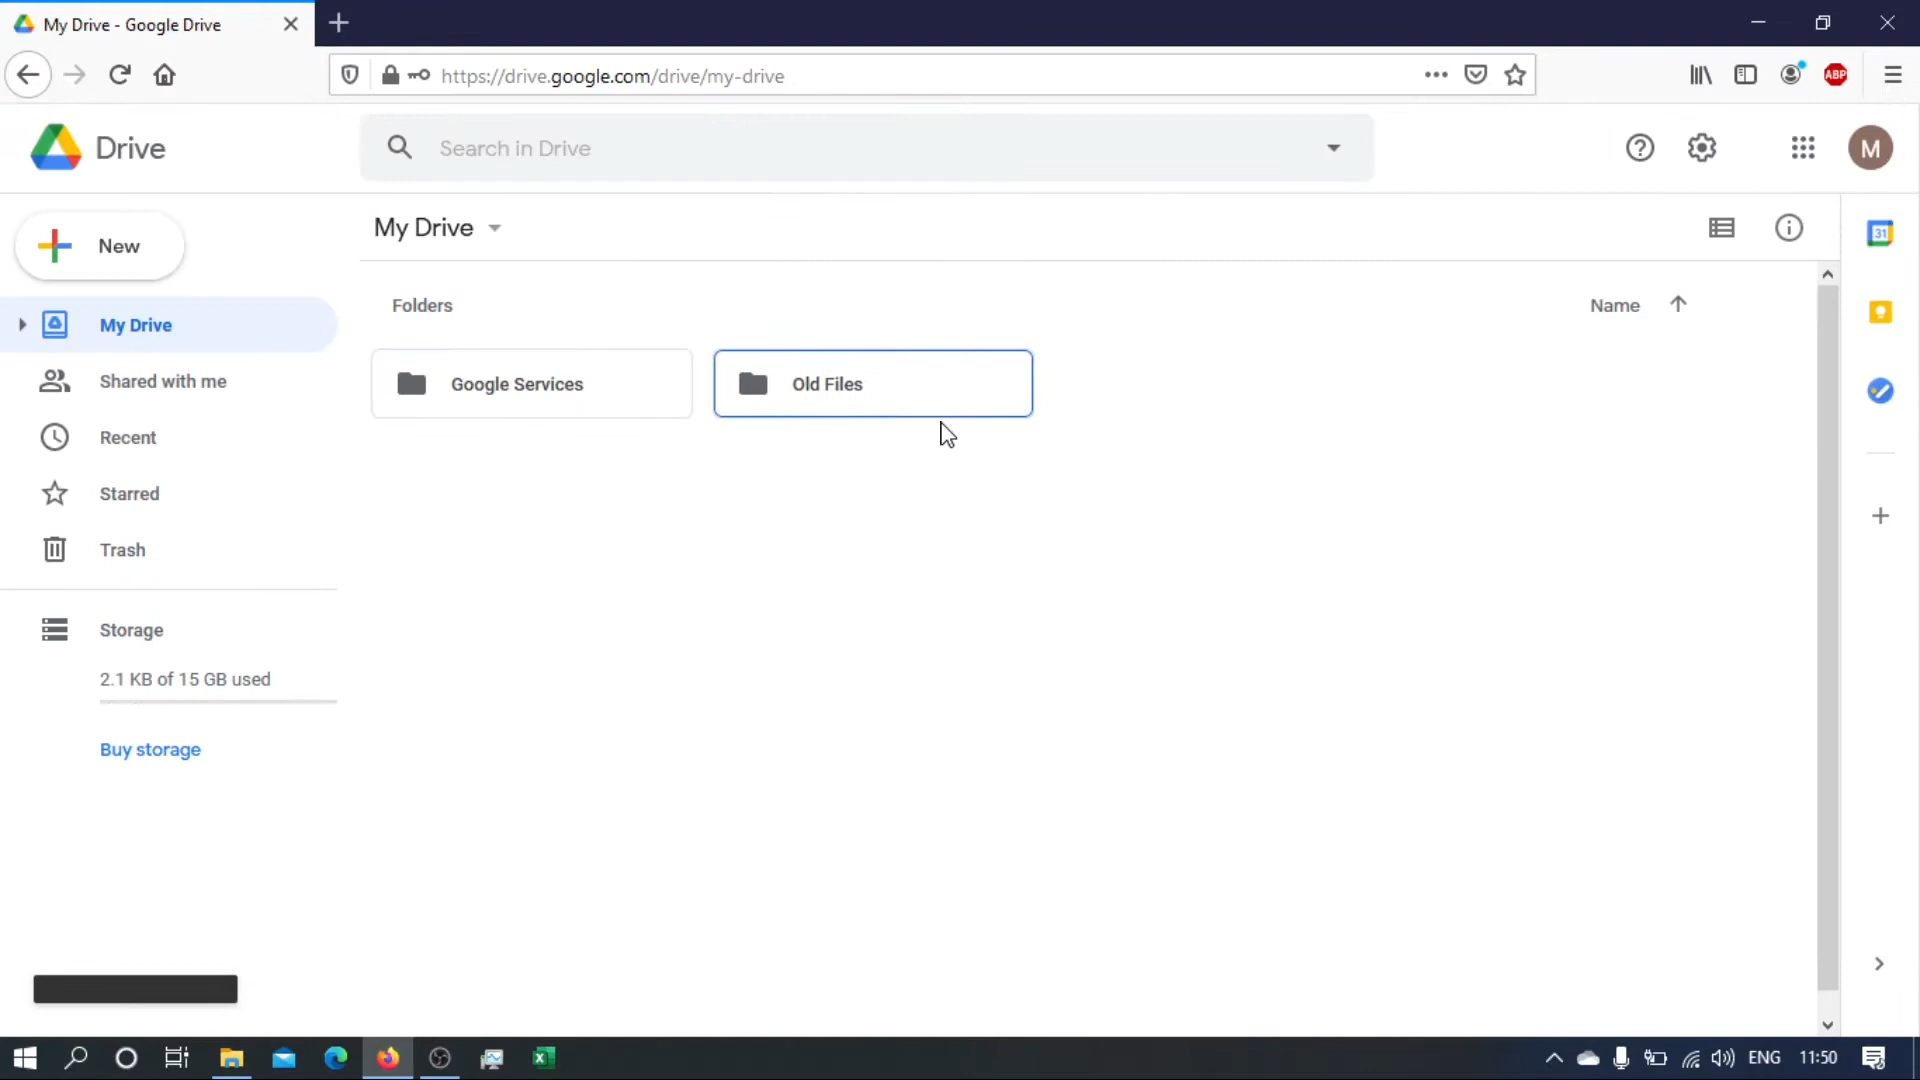 My Drive - Google Drive
https://drive.google.com/drive/my-drive
ABP
Drive
Search in Drive
M
New
My Drive
31
Folders
Name
My Drive
Shared with me
Google Services
Old Files
Recent
Starred
Trash
Storage
2.1 KB of 15 GB used
Buy storage
ENG
11:50